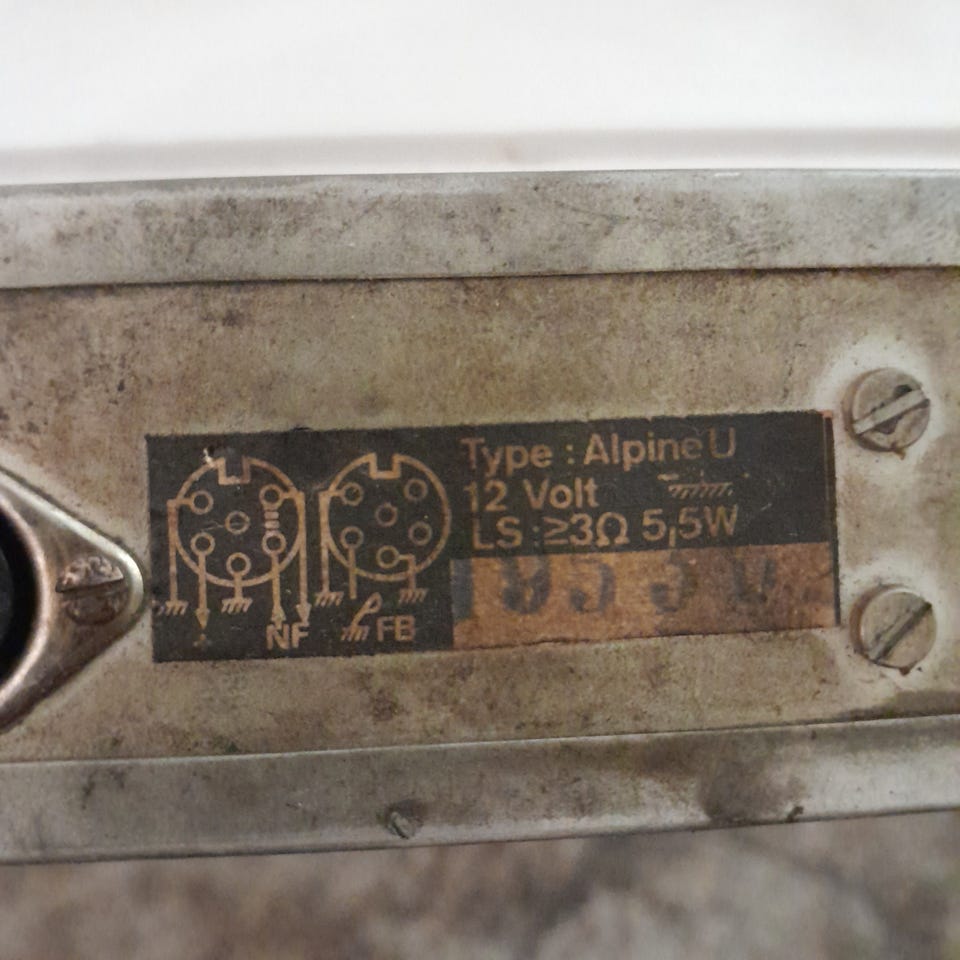 Type : Alpine U
12 Volt
LS :≥3Ω 5,5W
NF
FB